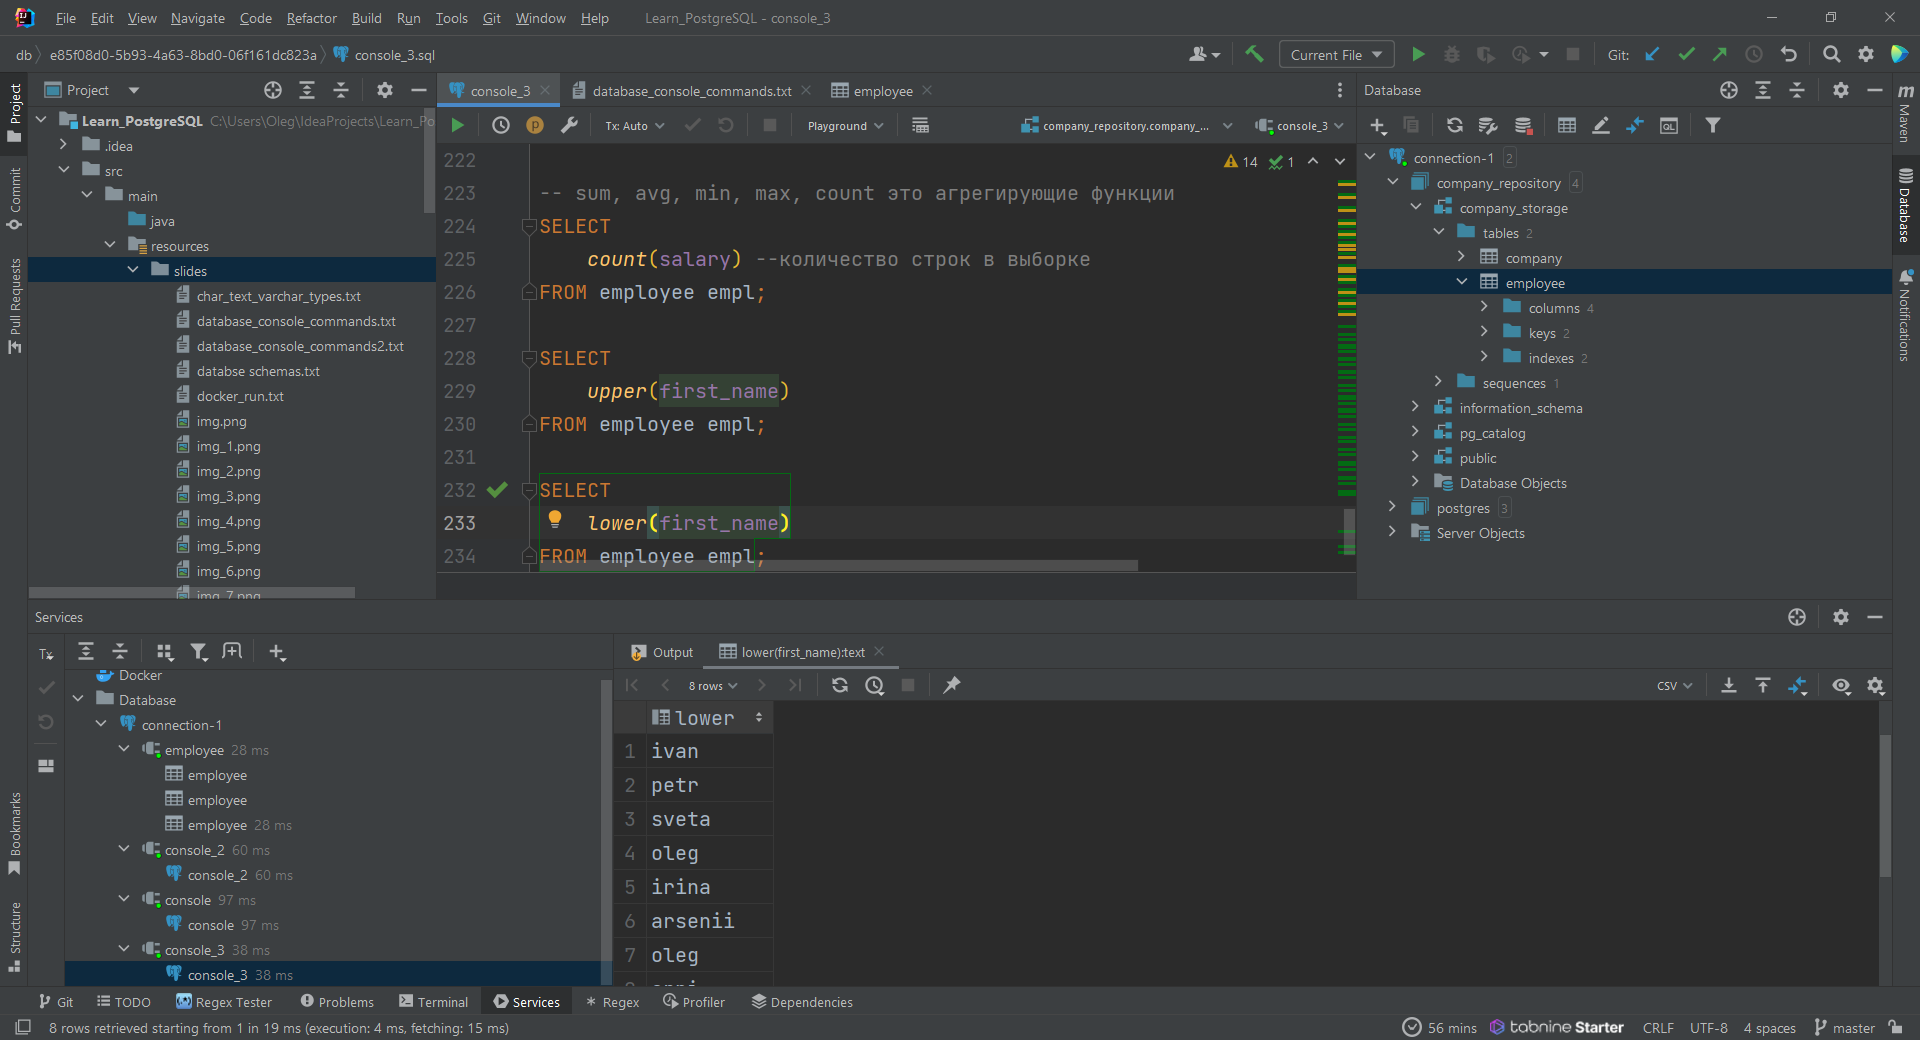 File Edit View Navigate Code Refactor Build Run Tools Git Window Help Learn_PostgreSQL - console_3
db e85f08d0-5b93-4a63-8bd0-06f161dc823a console_3.sql Current File Git:
Project
console_3 database_console_commands.txt employee
Database
Learn_PostgreSQL C:\Users\Oleg\IdeaProjects\Learn_Po
.idea
src
main
java
resources
slides
char_text_varchar_types.txt
database_console_commands.txt
database_console_commands2.txt
databse schemas.txt
docker_run.txt
img.png
img_1.png
img_2.png
img_3.png
img_4.png
img_5.png
img_6.png
img_7.png
Tx: Auto Playground company_repository.company_... console_3
14 1
222
223 -- sum, avg, min, max, count это агрегирующие функции
224 SELECT
225 count(salary) --количество строк в выборке
226 FROM employee empl;
227
228 SELECT
229 upper(first_name)
230 FROM employee empl;
231
232 SELECT
233 lower(first_name)
234 FROM employee empl;
connection-1 2
company_repository 4
company_storage
tables 2
company
employee
columns 4
keys 2
indexes 2
sequences 1
information_schema
pg_catalog
public
Database Objects
postgres 3
Server Objects
Project
Commit
Pull Requests
Bookmarks
Structure
Maven
Database
Notifications
Services
Tx
Docker
Database
connection-1
employee 28 ms
employee
employee
employee 28 ms
console_2 60 ms
console_2 60 ms
console 97 ms
console 97 ms
console_3 38 ms
console_3 38 ms
Output lower(first_name):text
8 rows CSV
lower
1 ivan
2 petr
3 sveta
4 oleg
5 irina
6 arsenii
7 oleg
Git TODO Regex Tester Problems Terminal Services Regex Profiler Dependencies
8 rows retrieved starting from 1 in 19 ms (execution: 4 ms, fetching: 15 ms) 56 mins tabnine Starter CRLF UTF-8 4 spaces master